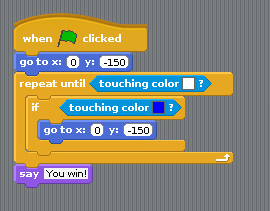 when clicked
go to x: 0 y: -150
repeat until touching color ?
if touching color ?
go to x: 0 y: -150
say You win!